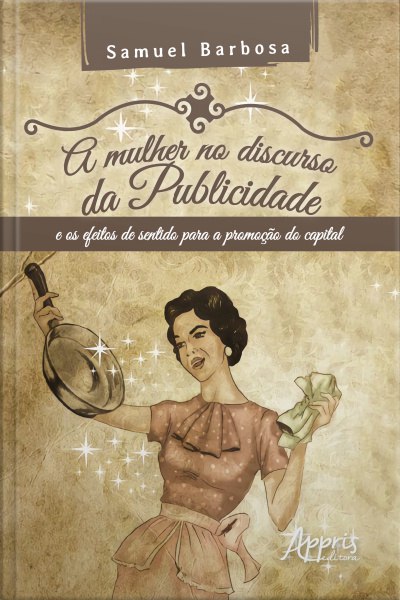 Samuel Barbosa
A mulher no discurso
da Publicidade
e os efeitos de sentido para a promoção do capital
Appris
editora